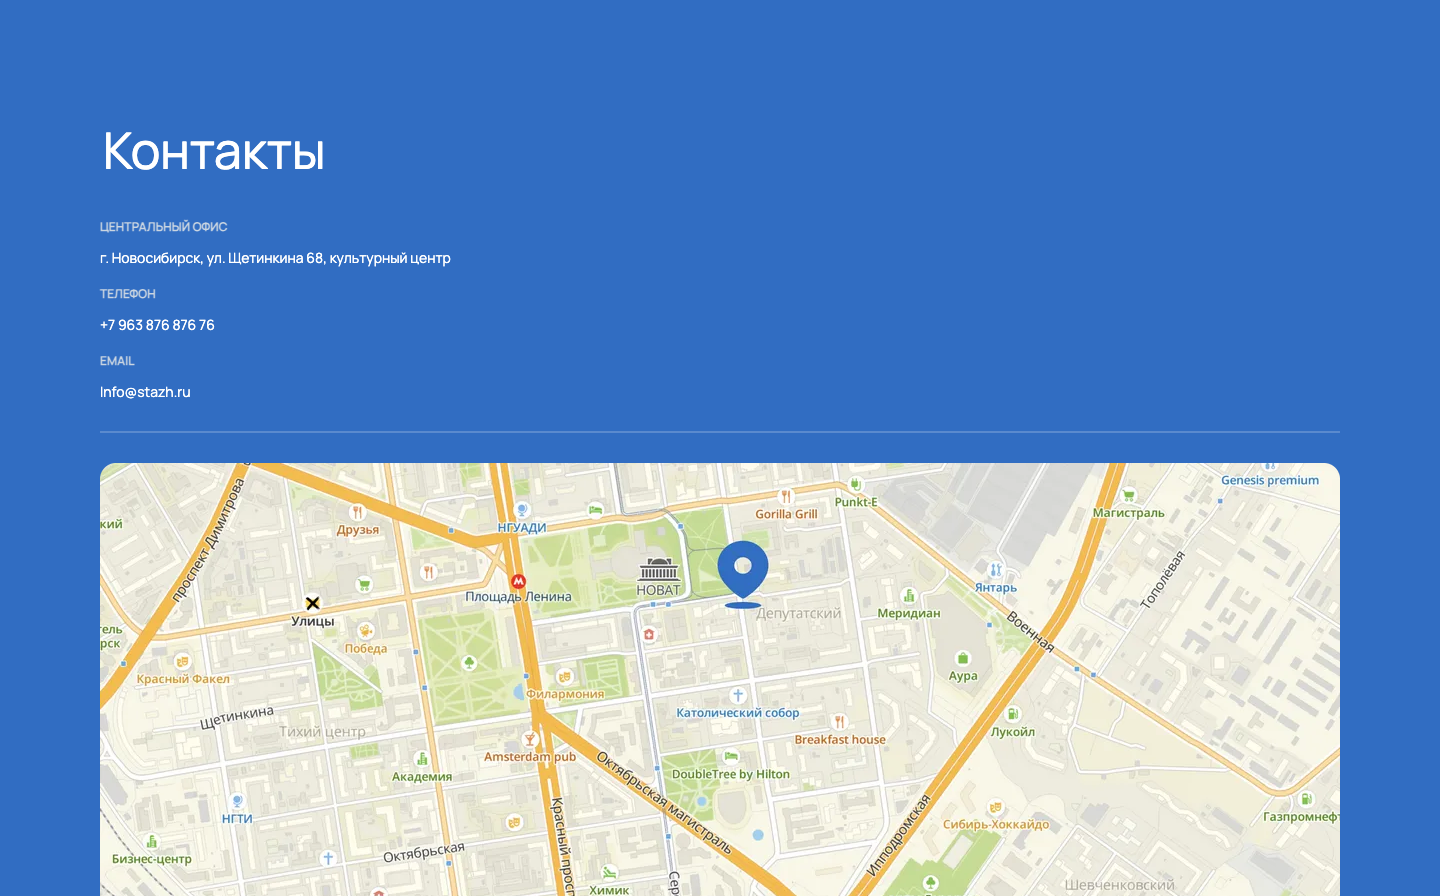 Контакты
ЦЕНТРАЛЬНЫЙ ОФИС
г. Новосибирск, ул. Щетинкина 68, культурный центр
ТЕЛЕФОН
+7 963 876 876 76
EMAIL
Info@stazh.ru
Genesis premium
Punkt-E
Gorilla Grill
Магистраль
кий
Друзья
НГУАДИ
проспект Димитрова
Тополёвая
Янтарь
НОВАТ
Площадь Ленина
Депутатский
Меридиан
Улицы
тель
рск
Победа
Военная
Красный Факел
Филармония
Аура
Щетинкина
Тихий центр
Католический собор
Лукойл
Breakfast house
Amsterdam pub
Октябрьская магистраль
Академия
DoubleTree by Hilton
НГТИ
Красный просп
Ипподромская
Сибирь-Хоккайдо
Газпромнефт
Бизнес-центр
Октябрьская
Сер
Химик
Шевченковский